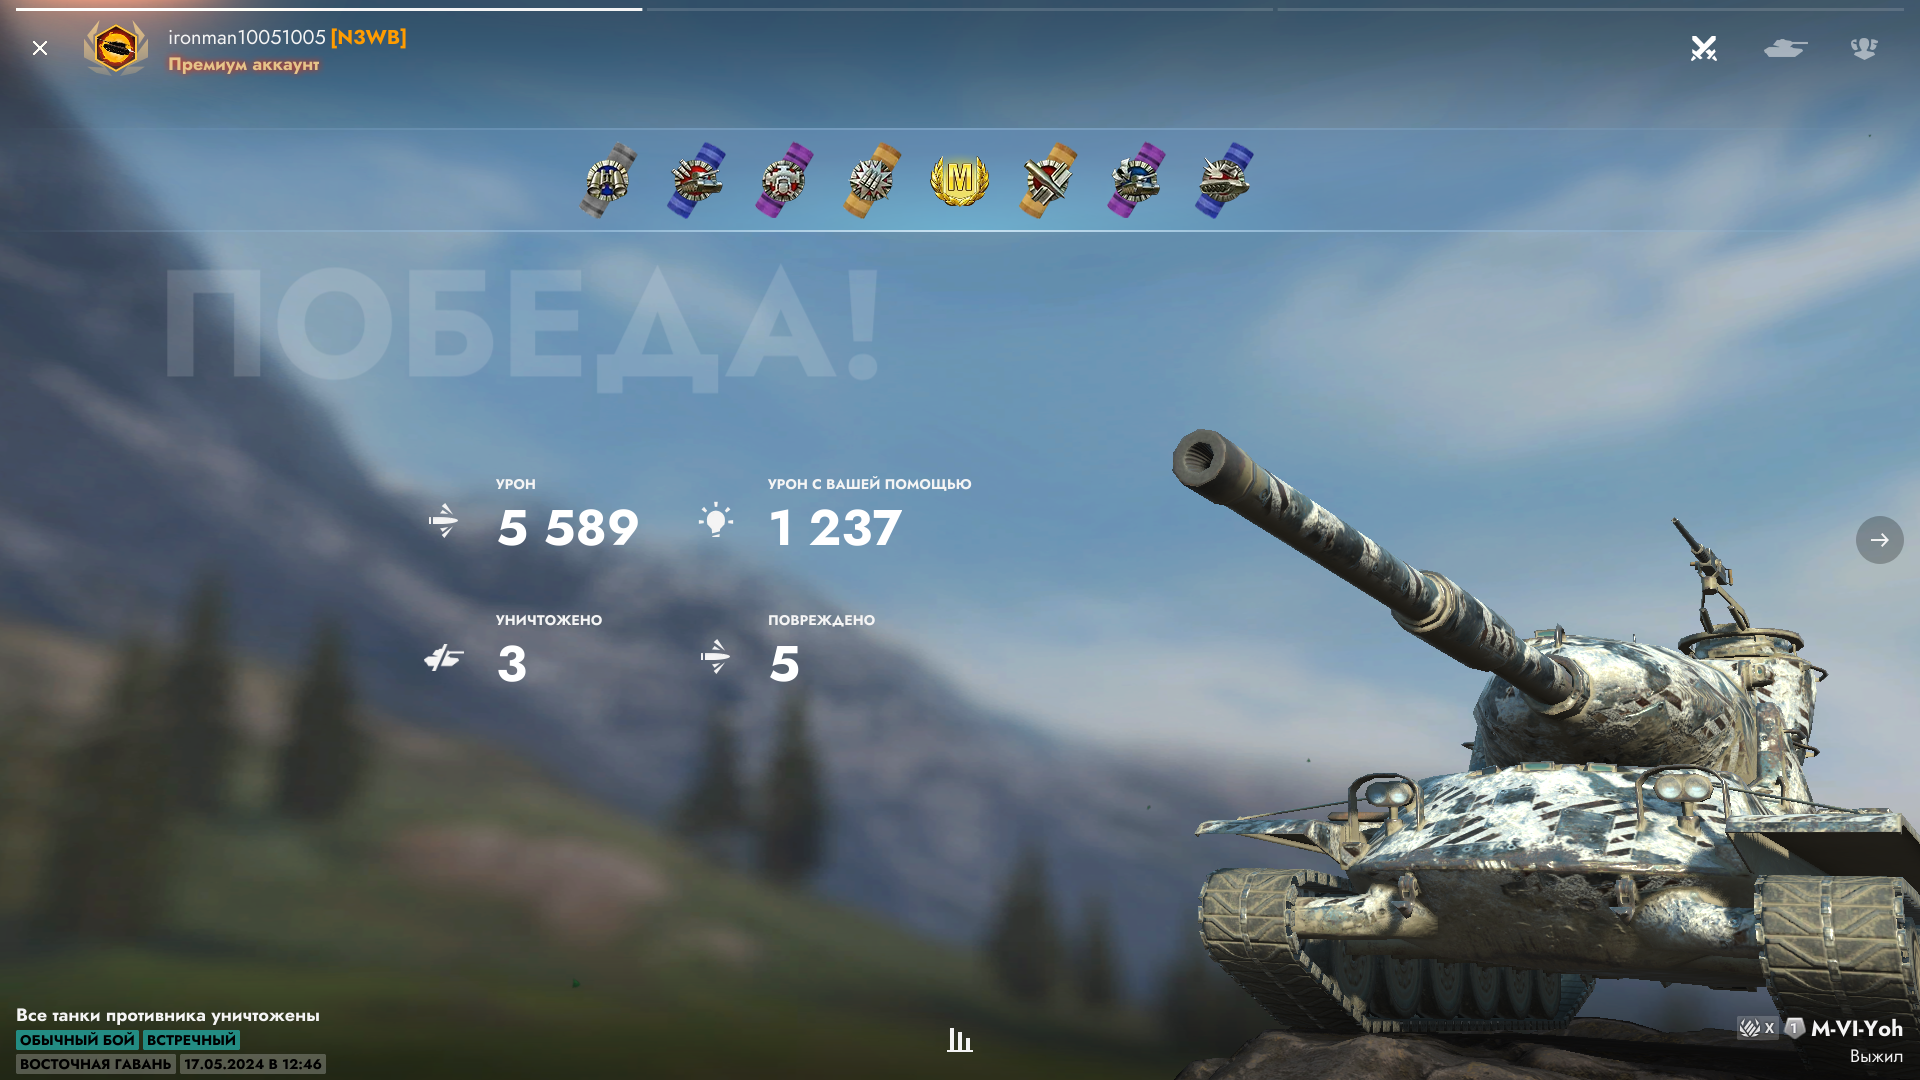 ironman10051005 [N3WB]
Премиум аккаунт
M
ПОБЕДА!
УРОН
5 589
УРОН С ВАШЕЙ ПОМОЩЬЮ
1 237
УНИЧТОЖЕНО
3
ПОВРЕЖДЕНО
5
Все танки противника уничтожены
ОБЫЧНЫЙ БОЙ ВСТРЕЧНЫЙ
ВОСТОЧНАЯ ГАВАНЬ 17.05.2024 В 12:46
X 1 M-VI-Yoh
Выжил